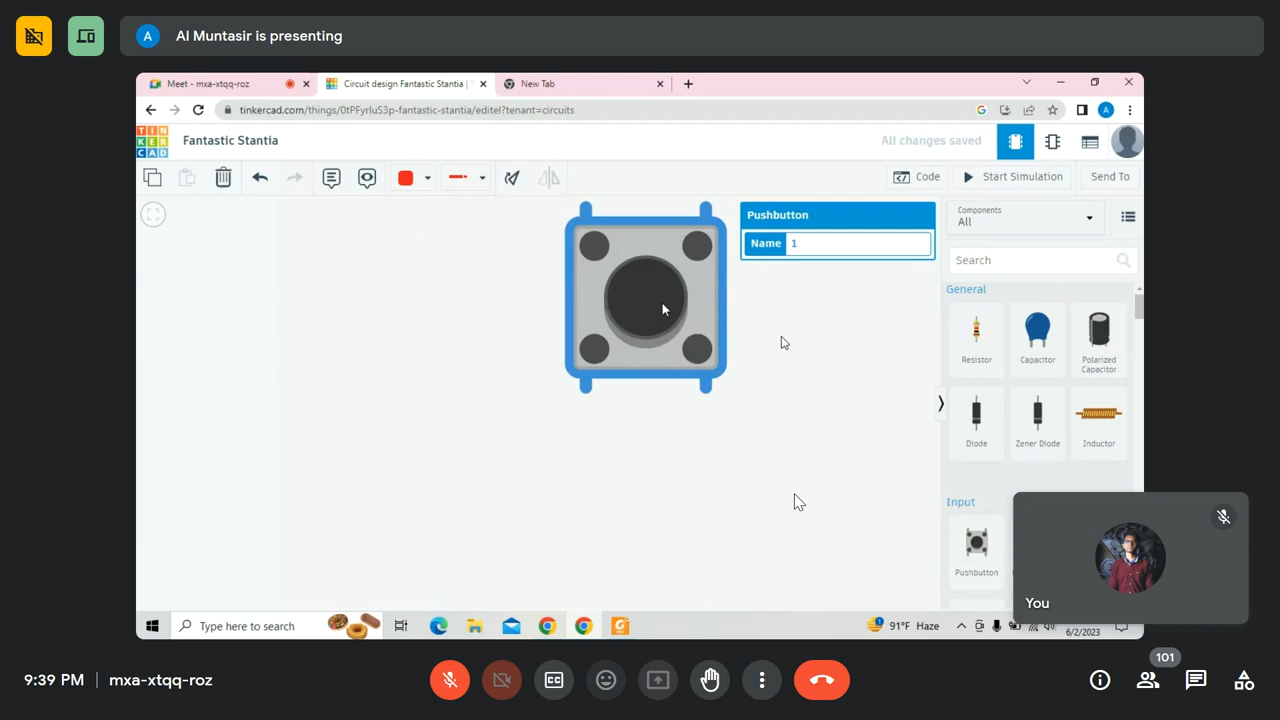 A
AI Muntasir is presenting
Meet - mxa-xtqq-roz
Circuit design Fantastic Stantia | T
New Tab
tinkercad.com/things/0tPFyrluS3p-fantastic-stantia/editel?tenant=circuits
A
TIN
KER
CAD
Fantastic Stantia
All changes saved
Code
Start Simulation
Send To
Pushbutton
Name 1
Components
All
Search
General
Resistor
Capacitor
Polarized
Capacitor
Diode
Zener Diode
Inductor
Input
Pushbutton
You
Type here to search
91°F Haze
6/2/2023
9:39 PM | mxa-xtqq-roz
101